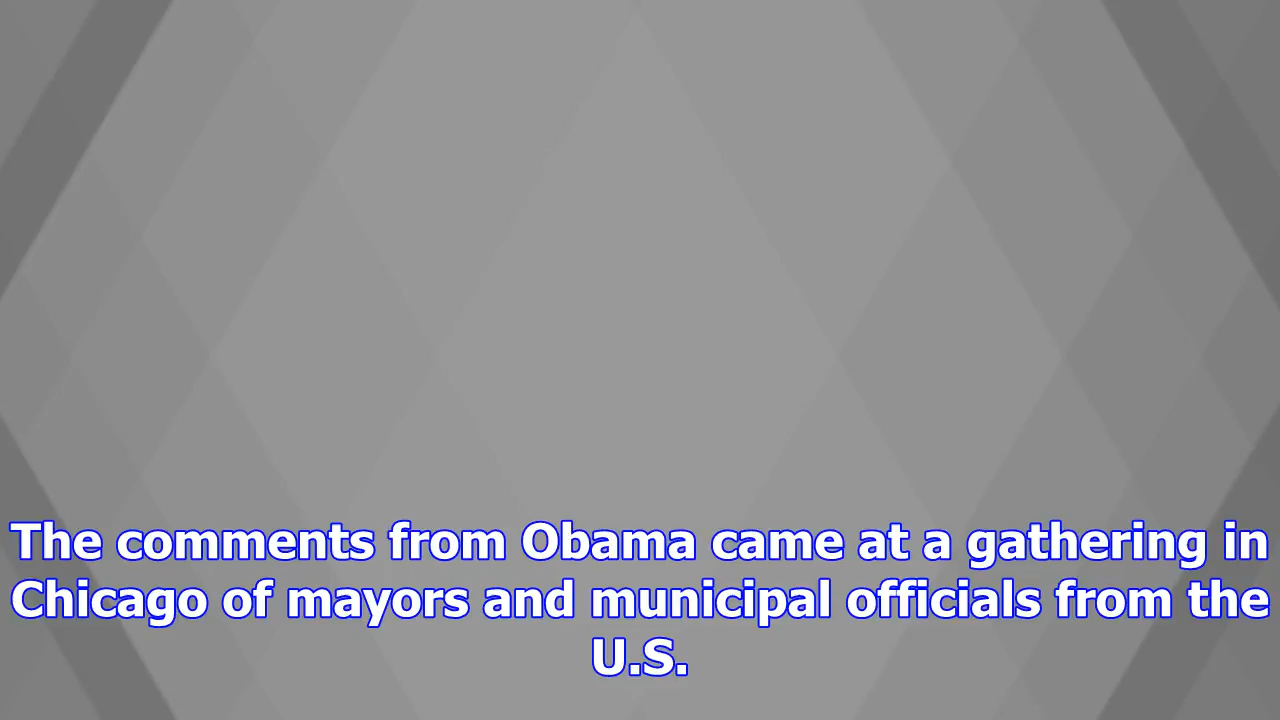 The comments from Obama came at a gathering in
Chicago of mayors and municipal officials from the
U.S.